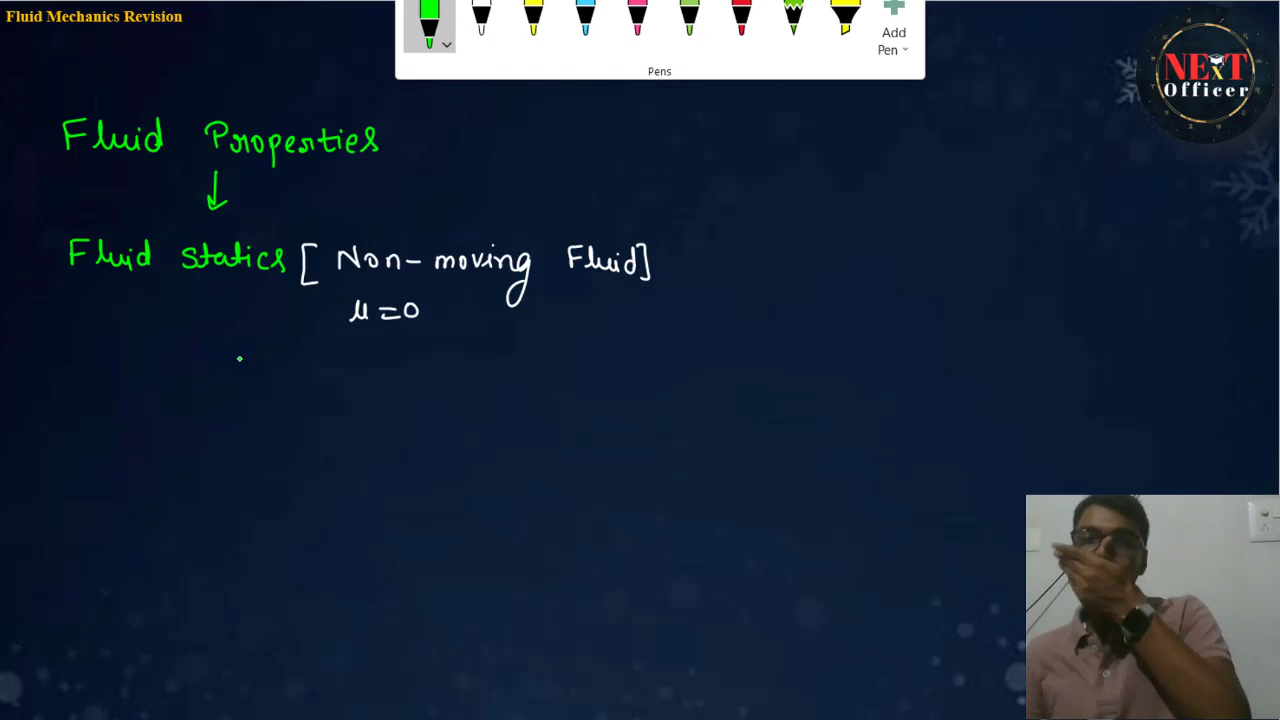 Fluid Mechanics Revision
Add
Pen
Pens
NExT
Officer
Fluid Properties
↓
Fluid statics [ Non-moving Fluid]
μ=0